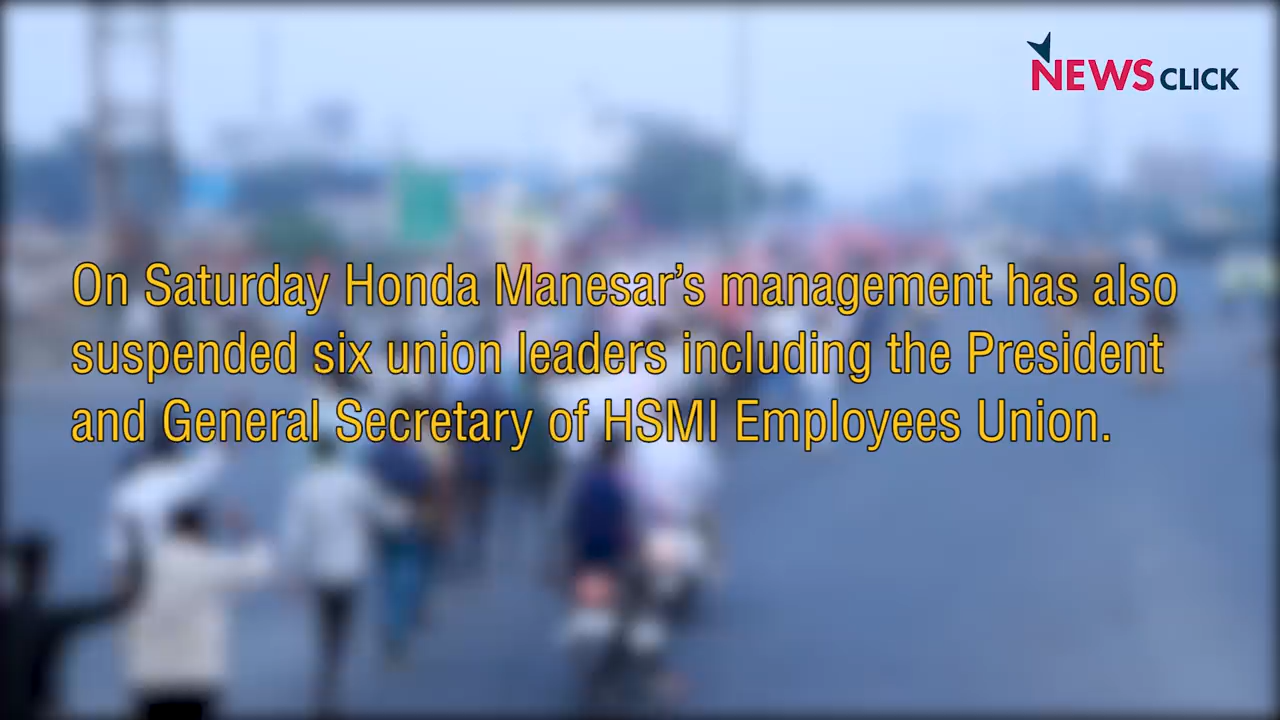 NEWS CLICK
On Saturday Honda Manesar’s management has also
suspended six union leaders including the President
and General Secretary of HSMI Employees Union.